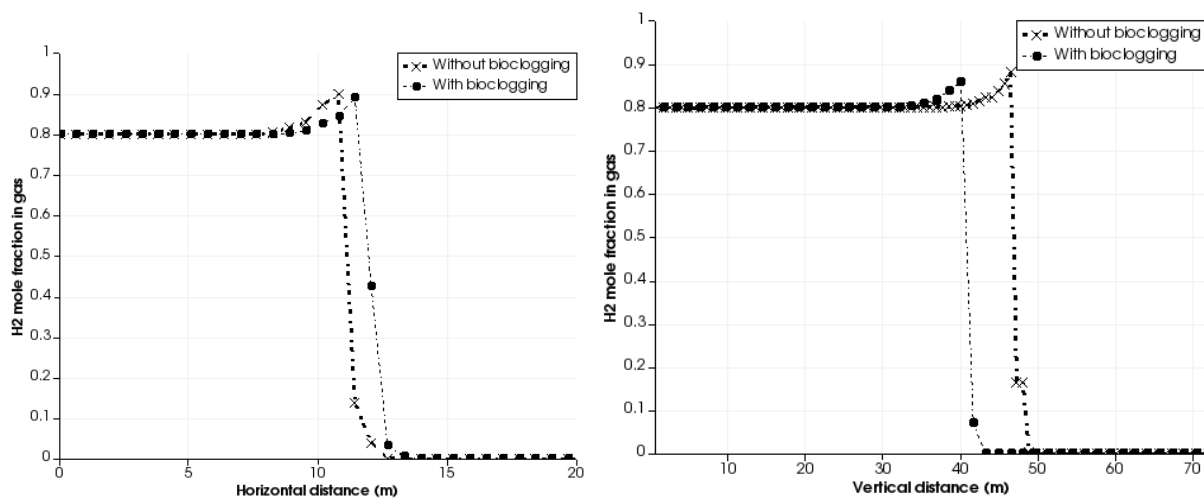 1
0.9
0.8
0.7
0.6
0.5
0.4
0.3
0.2
0.1
0
H2 mole fraction in gas
Without bioclogging
With bioclogging
0 5 10 15 20
Horizontal distance (m)
1
0.9
0.8
0.7
0.6
0.5
0.4
0.3
0.2
0.1
0
H2 mole fraction in gas
Without bioclogging
With bioclogging
10 20 30 40 50 60 70
Vertical distance (m)